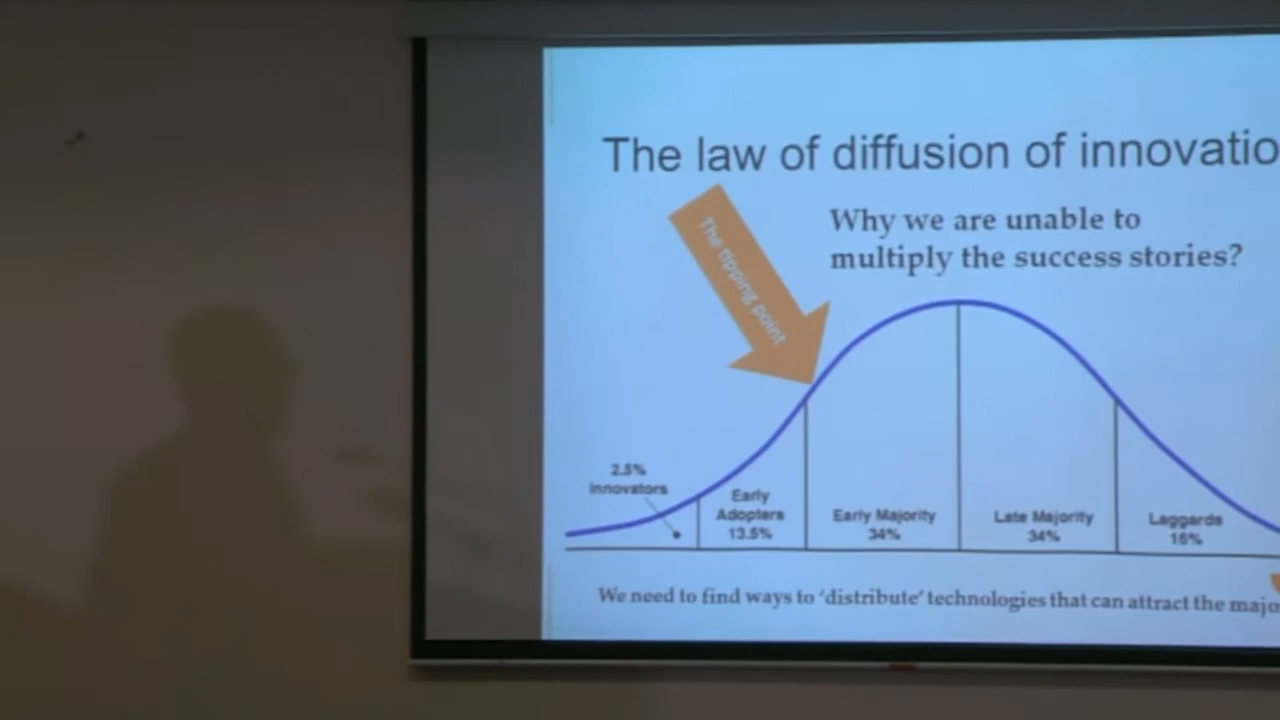 The law of diffusion of innovatio
The tipping point
Why we are unable to
multiply the success stories?
2.5%
Innovators
Early
Adopters
13.5%
Early Majority
34%
Late Majority
34%
Laggards
16%
We need to find ways to 'distribute' technologies that can attract the majo